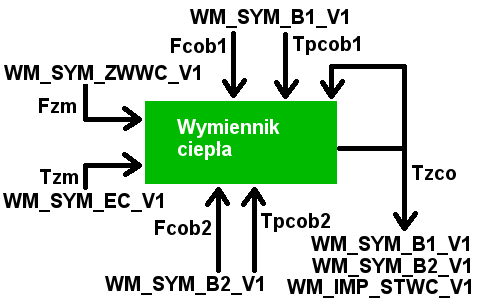 WM_SYM_B1_V1
Fcob1
Tpcob1
WM_SYM_ZWWC_V1
Fzm
Wymiennik
ciepła
Tzm
WM_SYM_EC_V1
Tzco
Fcob2
Tpcob2
WM_SYM_B1_V1
WM_SYM_B2_V1
WM_SYM_B2_V1
WM_IMP_STWC_V1